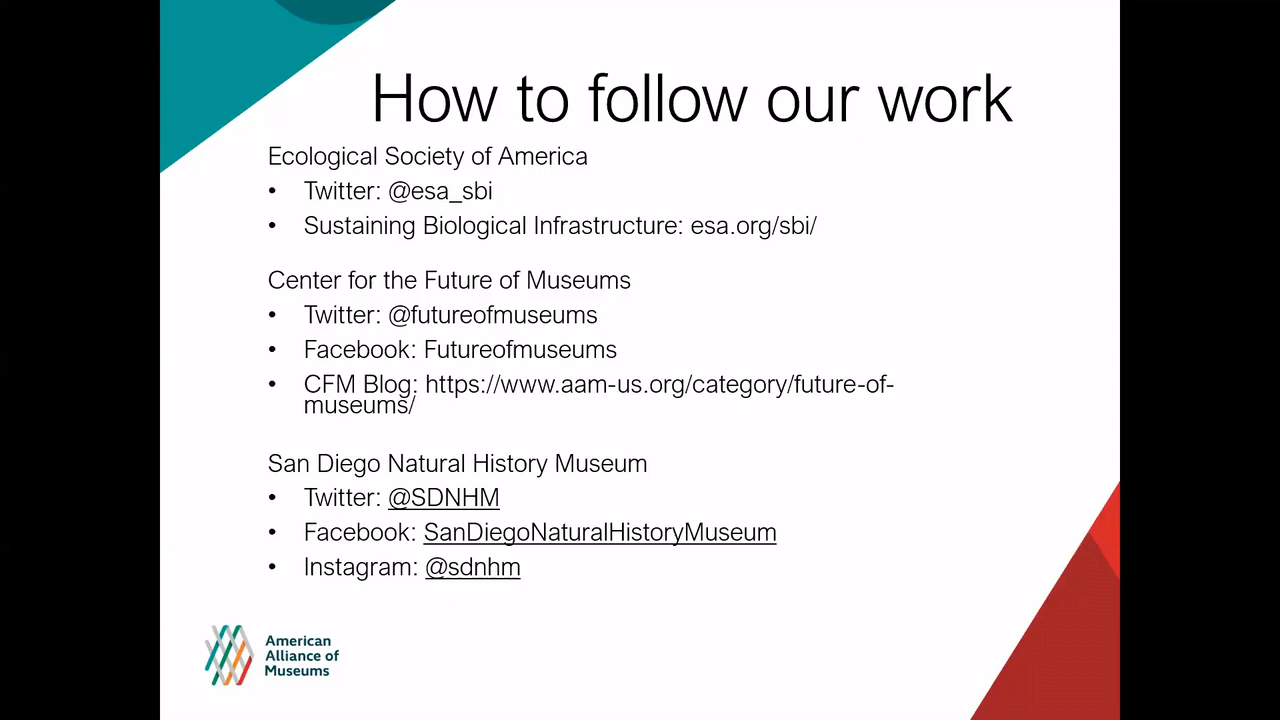 How to follow our work
Ecological Society of America
• Twitter: @esa_sbi
• Sustaining Biological Infrastructure: esa.org/sbi/
Center for the Future of Museums
• Twitter: @futureofmuseums
• Facebook: Futureofmuseums
• CFM Blog: https://www.aam-us.org/category/future-of-
museums/
San Diego Natural History Museum
• Twitter: @SDNHM
• Facebook: SanDiegoNaturalHistoryMuseum
• Instagram: @sdnhm
American
Alliance of
Museums